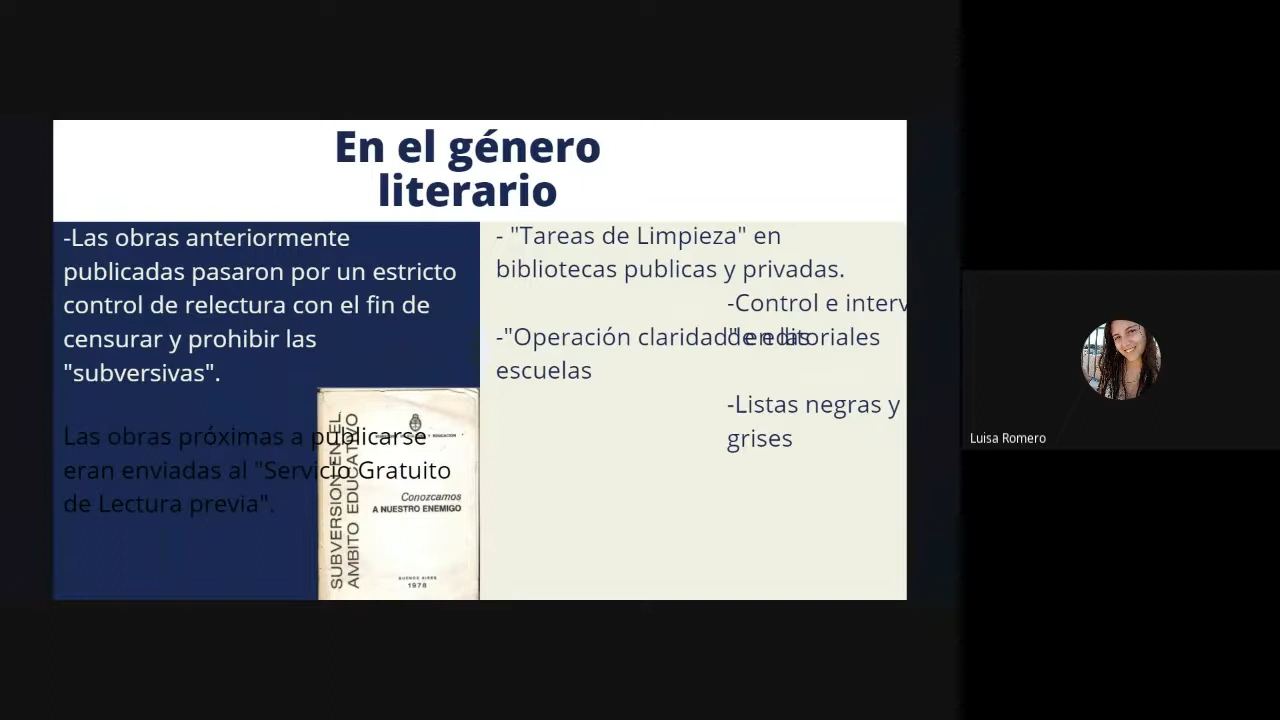 En el género
literario
-Las obras anteriormente
publicadas pasaron por un estricto
control de relectura con el fin de
censurar y prohibir las
"subversivas".
Las obras próximas a publicarse
eran enviadas al "Servicio Gratuito
de Lectura previa".
SUBVERSION EN EL
AMBITO EDUCATIVO
Conozcamos
A NUESTRO ENEMIGO
BUENOS AIRES
1978
- "Tareas de Limpieza" en
bibliotecas publicas y privadas.
-"Operación claridad" en las
escuelas
-Control e interv
de editoriales
-Listas negras y
grises
Luisa Romero